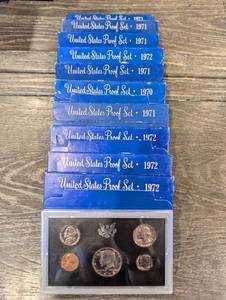 United States Proof Set · 1971
United States Proof Set · 1971
United States Proof Set · 1971
United States Proof Set · 1972
United States Proof Set · 1971
United States Proof Set · 1970
United States Proof Set · 1971
United States Proof Set · 1972
United States Proof Set · 1972
United States Proof Set · 1972